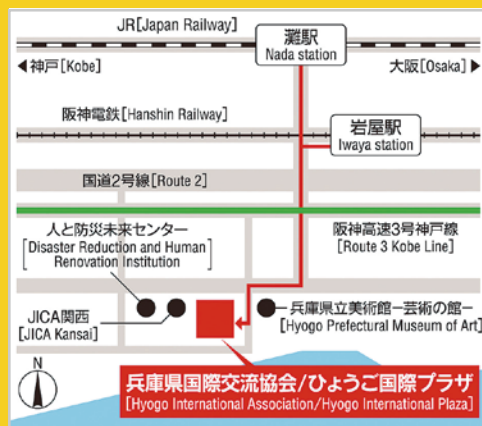 JR[Japan Railway]
灘駅
Nada station
◀神戸[Kobe]
大阪[Osaka]▶
阪神電鉄[Hanshin Railway]
岩屋駅
Iwaya station
国道2号線[Route 2]
人と防災未来センター
[Disaster Reduction and Human
Renovation Institution]
阪神高速3号神戸線
[Route 3 Kobe Line]
JICA関西
[JICA Kansai]
兵庫県立美術館−芸術の館−
[Hyogo Prefectural Museum of Art]
N
兵庫県国際交流協会/ひょうご国際プラザ
[Hyogo International Association/Hyogo International Plaza]